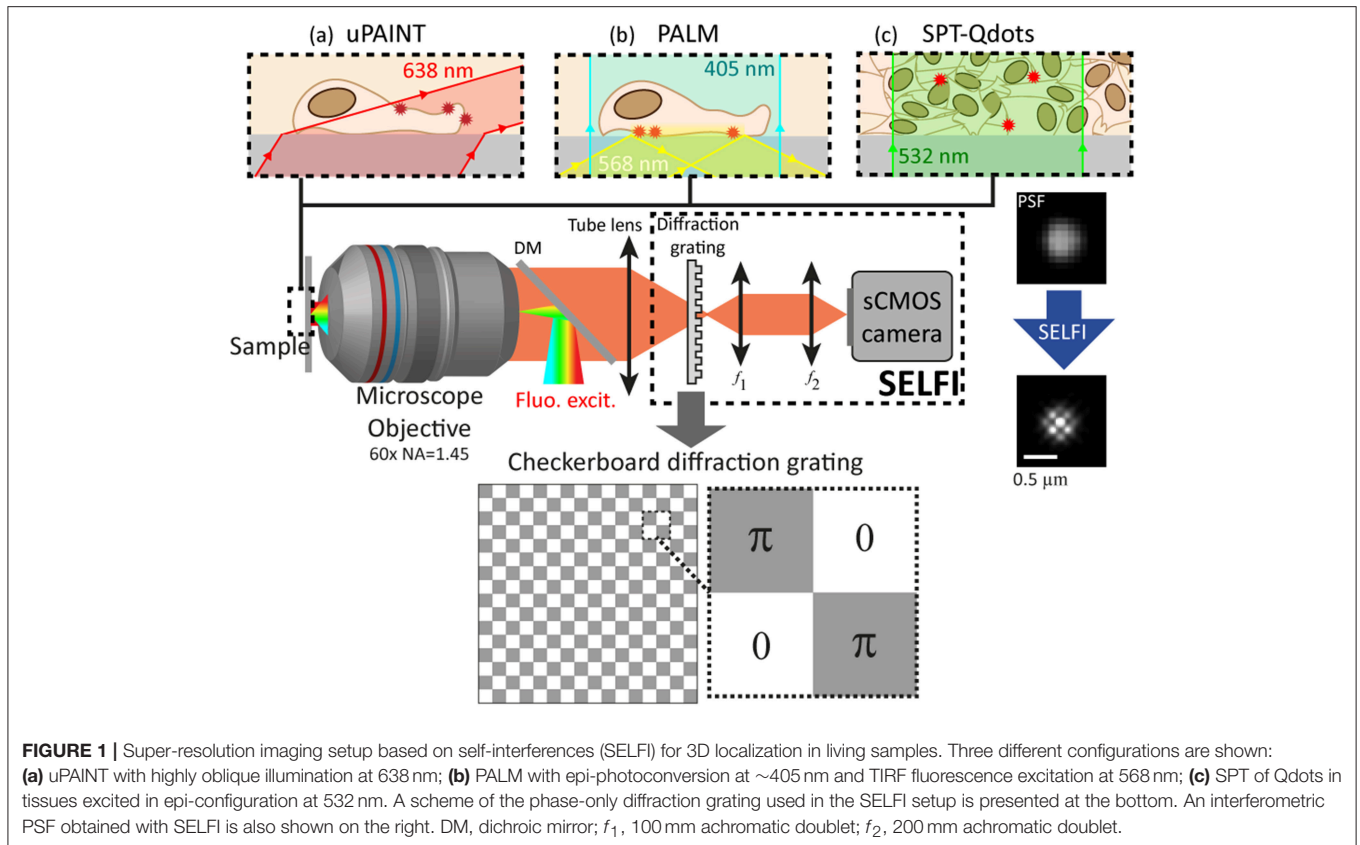 (a) uPAINT
(b) PALM
(c) SPT-Qdots
638 nm
405 nm
568 nm
532 nm
PSF
SELFI
0.5 µm
Sample
Microscope
Objective
60x NA=1.45
DM
Fluo. excit.
Tube lens
Diffraction
grating
f1
f2
sCMOS
camera
SELFI
Checkerboard diffraction grating
π 0
0 π
FIGURE 1 | Super-resolution imaging setup based on self-interferences (SELFI) for 3D localization in living samples. Three different configurations are shown:
(a) uPAINT with highly oblique illumination at 638 nm; (b) PALM with epi-photoconversion at ~405 nm and TIRF fluorescence excitation at 568 nm; (c) SPT of Qdots in
tissues excited in epi-configuration at 532 nm. A scheme of the phase-only diffraction grating used in the SELFI setup is presented at the bottom. An interferometric
PSF obtained with SELFI is also shown on the right. DM, dichroic mirror; f1, 100 mm achromatic doublet; f2, 200 mm achromatic doublet.